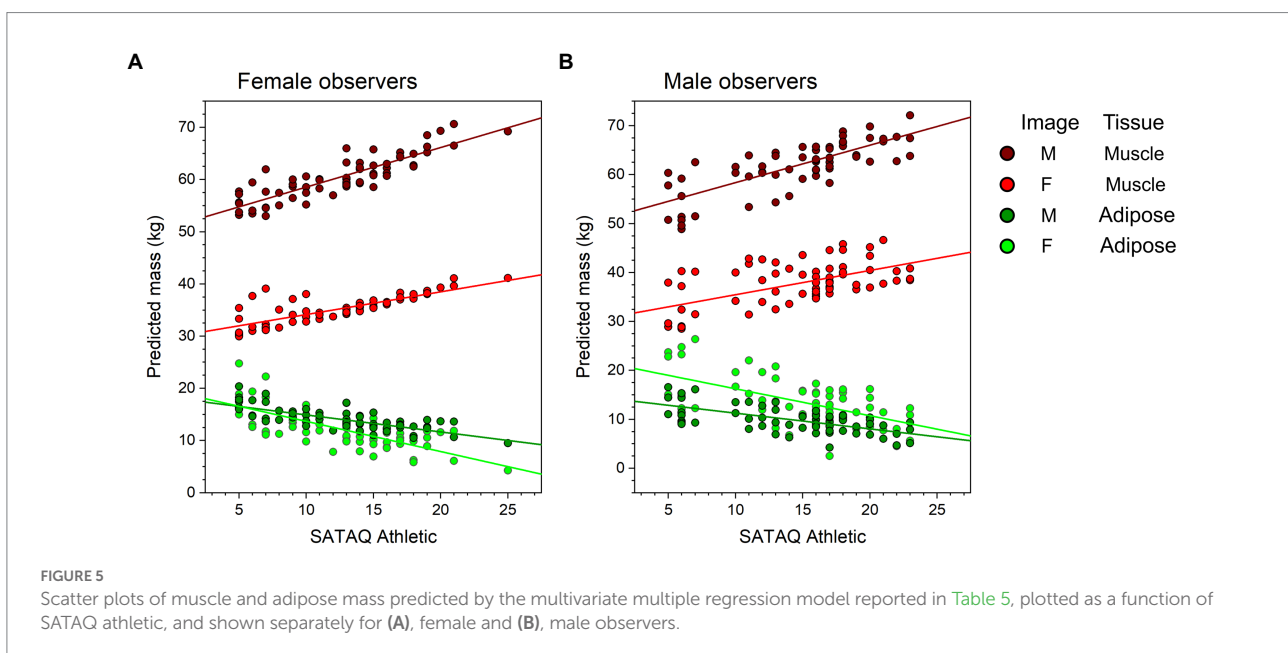 A
B
Female observers
Male observers
Predicted mass (kg)
70
60
50
40
30
20
10
0
5
10
15
20
25
SATAQ Athletic
Predicted mass (kg)
70
60
50
40
30
20
10
0
5
10
15
20
25
SATAQ Athletic
Image Tissue
M Muscle
F Muscle
M Adipose
F Adipose
FIGURE 5
Scatter plots of muscle and adipose mass predicted by the multivariate multiple regression model reported in Table 5, plotted as a function of
SATAQ athletic, and shown separately for (A), female and (B), male observers.